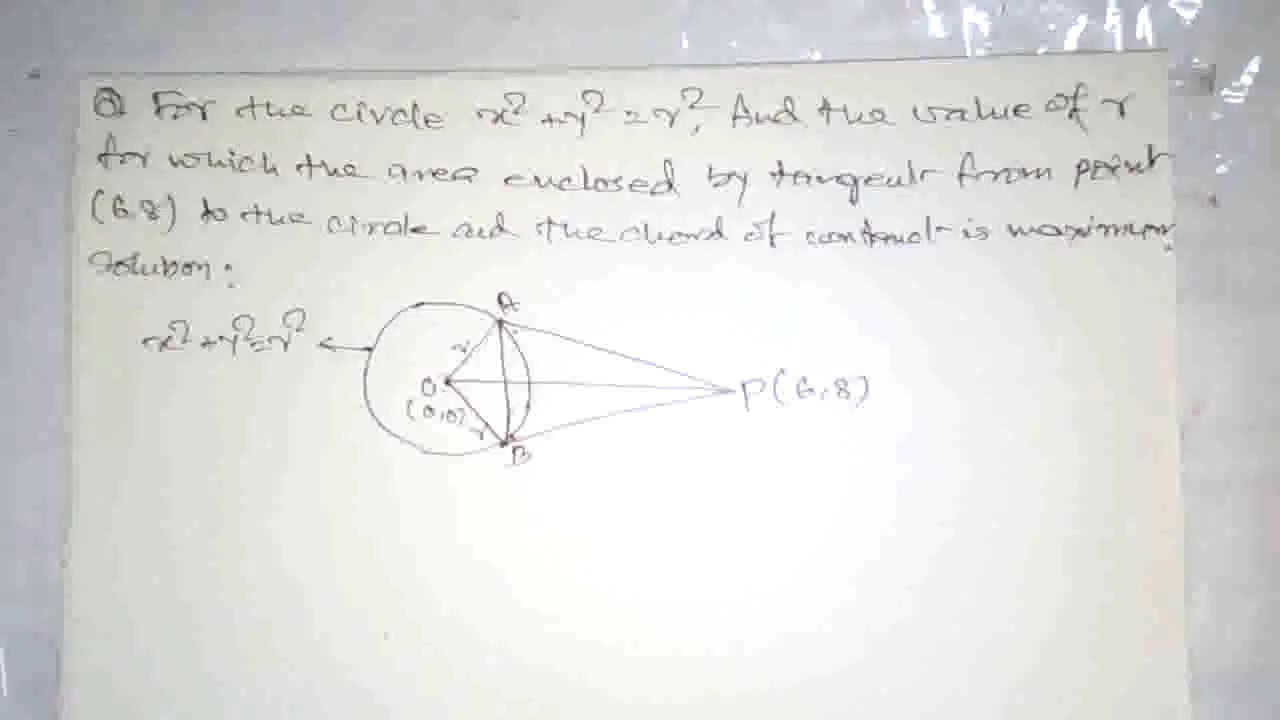 Q For the circle x²+y²=r², find the value of r
for which the area enclosed by tangents from point
(6,8) to the circle and the chord of contact is maximum
Solution:
A
x²+y²=r²
r
O
P(6,8)
(0,0)
r
B